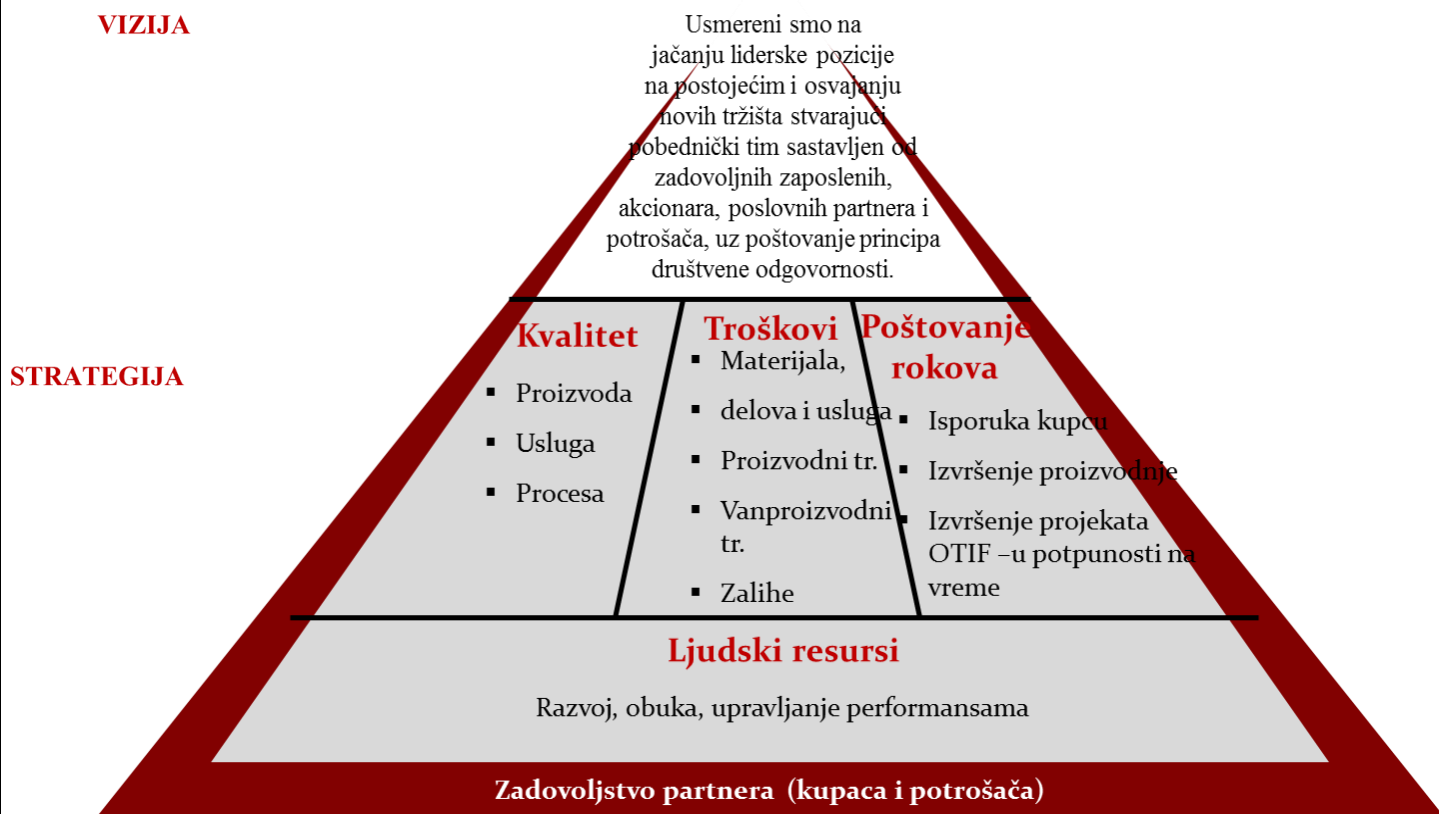 VIZIJA
Usmereni smo na
jačanju liderske pozicije
na postojećim i osvajanju
novih tržišta stvarajući
pobednički tim sastavljen od
zadovoljnih zaposlenih,
akcionara, poslovnih partnera i
potrošača, uz poštovanje principa
društvene odgovornosti.
STRATEGIJA
Kvalitet
▪ Proizvoda
▪ Usluga
▪ Procesa
Troškovi
▪ Materijala,
▪ delova i usluga
▪ Proizvodni tr.
▪ Vanproizvodni
tr.
▪ Zalihe
Poštovanje
rokova
▪ Isporuka kupcu
▪ Izvršenje proizvodnje
▪ Izvršenje projekata
OTIF –u potpunosti na
vreme
Ljudski resursi
Razvoj, obuka, upravljanje performansama
Zadovoljstvo partnera (kupaca i potrošača)